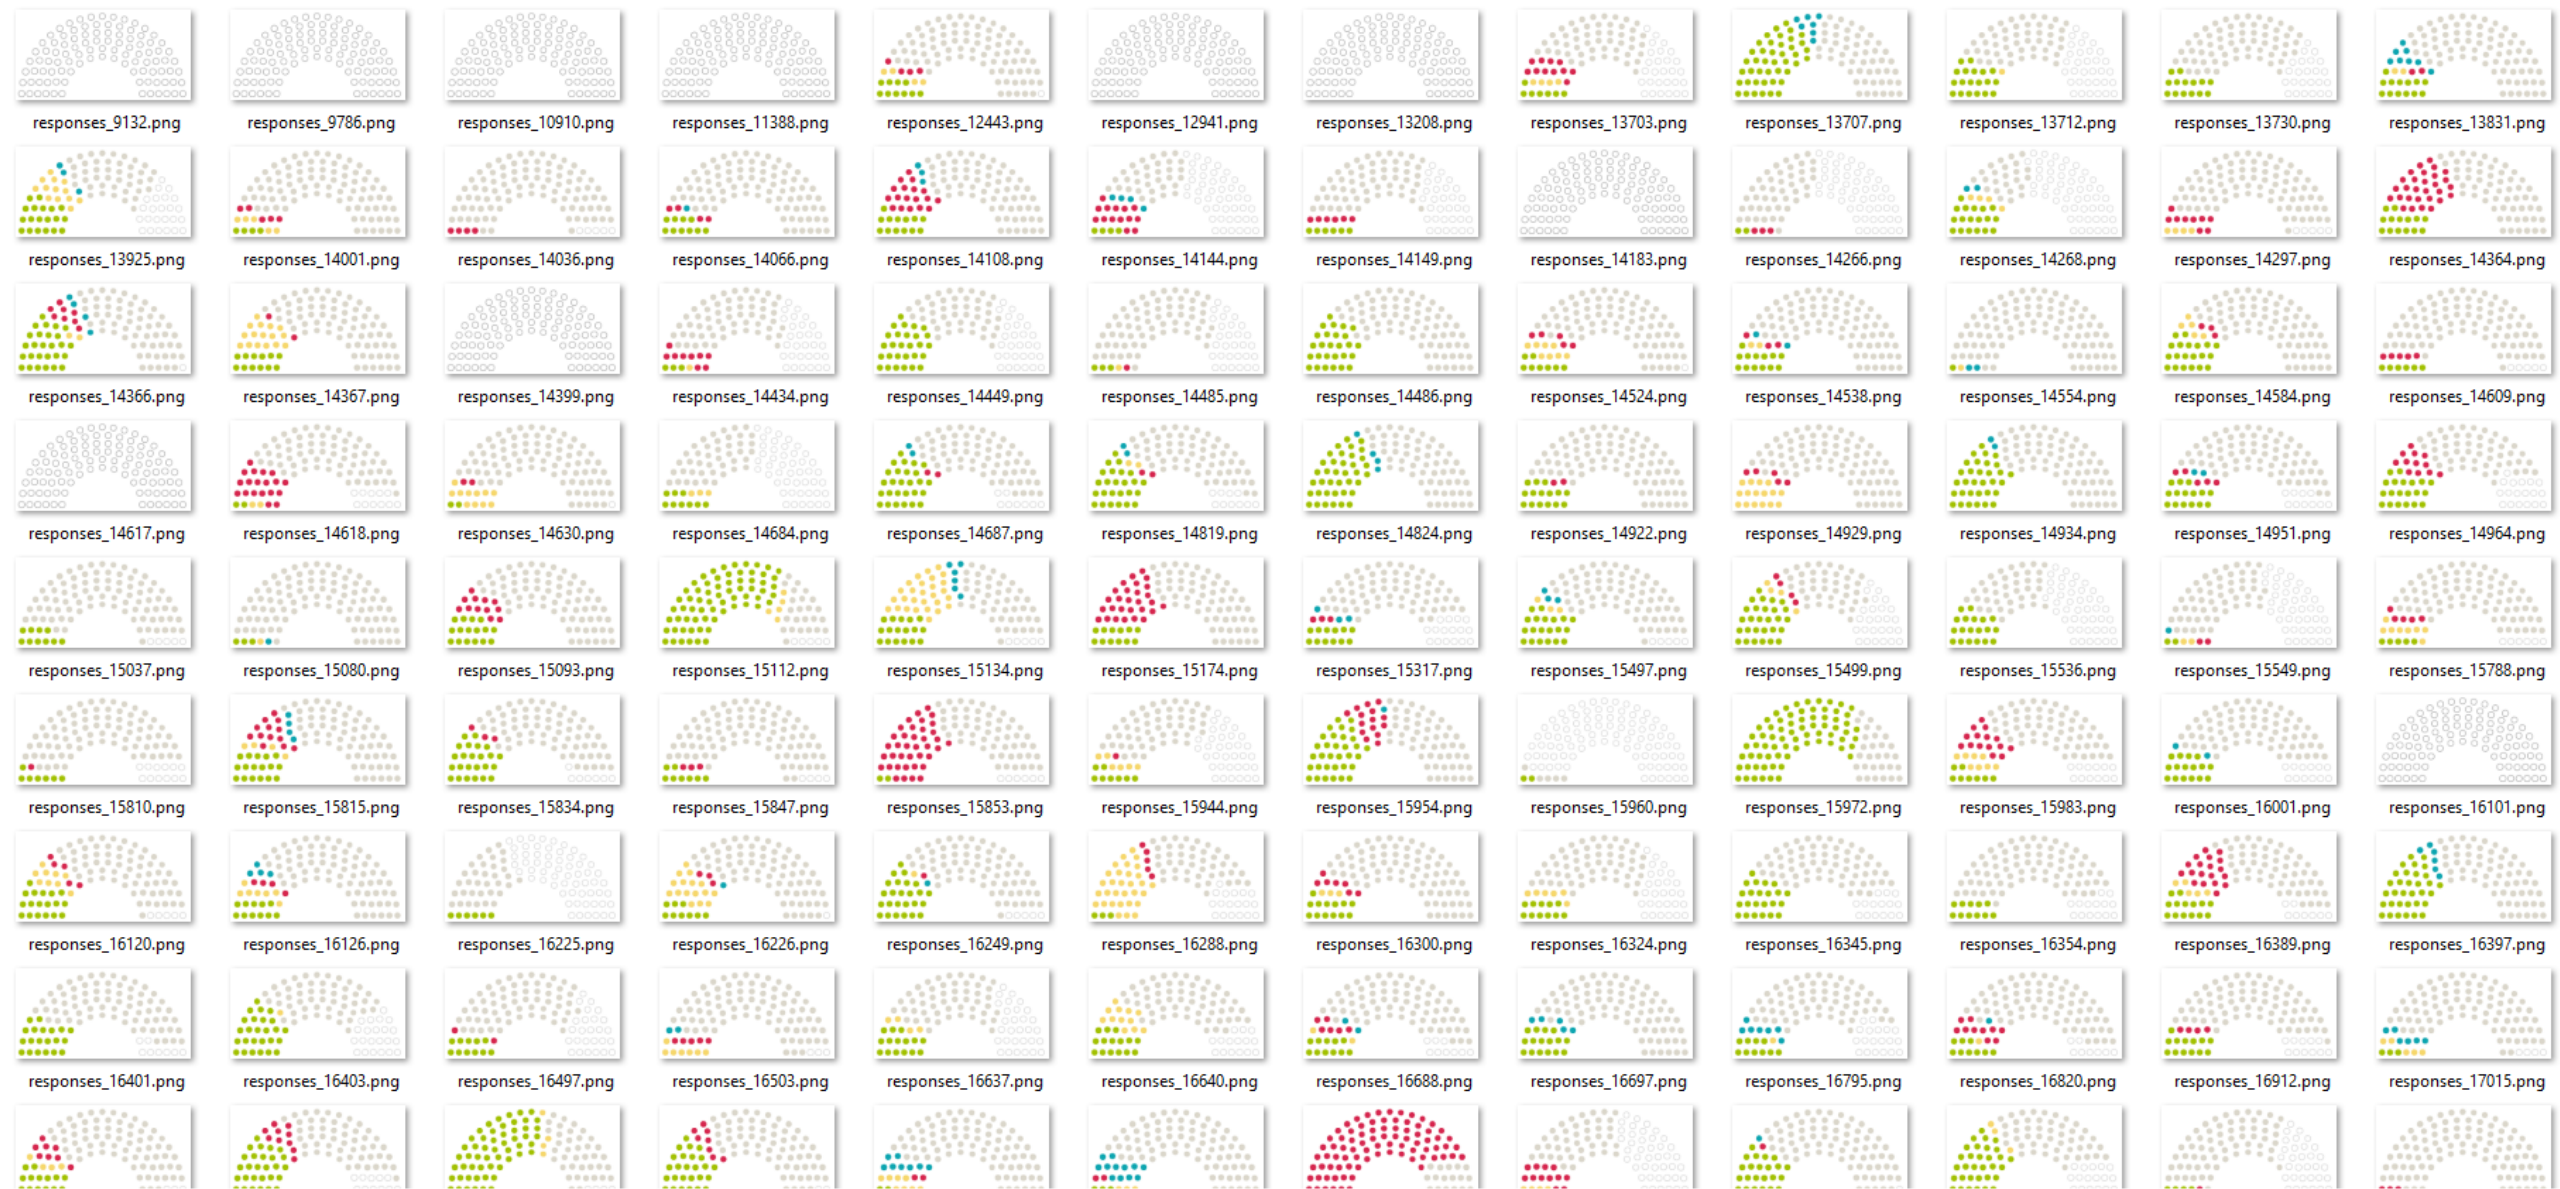 responses_9132.png responses_9786.png responses_10910.png responses_11388.png responses_12443.png responses_12941.png responses_13208.png responses_13703.png responses_13707.png responses_13712.png responses_13730.png responses_13831.png
responses_13925.png responses_14001.png responses_14036.png responses_14066.png responses_14108.png responses_14144.png responses_14149.png responses_14183.png responses_14266.png responses_14268.png responses_14297.png responses_14364.png
responses_14366.png responses_14367.png responses_14399.png responses_14434.png responses_14449.png responses_14485.png responses_14486.png responses_14524.png responses_14538.png responses_14554.png responses_14584.png responses_14609.png
responses_14617.png responses_14618.png responses_14630.png responses_14684.png responses_14687.png responses_14819.png responses_14824.png responses_14922.png responses_14929.png responses_14934.png responses_14951.png responses_14964.png
responses_15037.png responses_15080.png responses_15093.png responses_15112.png responses_15134.png responses_15174.png responses_15317.png responses_15497.png responses_15499.png responses_15536.png responses_15549.png responses_15788.png
responses_15810.png responses_15815.png responses_15834.png responses_15847.png responses_15853.png responses_15944.png responses_15954.png responses_15960.png responses_15972.png responses_15983.png responses_16001.png responses_16101.png
responses_16120.png responses_16126.png responses_16225.png responses_16226.png responses_16249.png responses_16288.png responses_16300.png responses_16324.png responses_16345.png responses_16354.png responses_16389.png responses_16397.png
responses_16401.png responses_16403.png responses_16497.png responses_16503.png responses_16637.png responses_16640.png responses_16688.png responses_16697.png responses_16795.png responses_16820.png responses_16912.png responses_17015.png